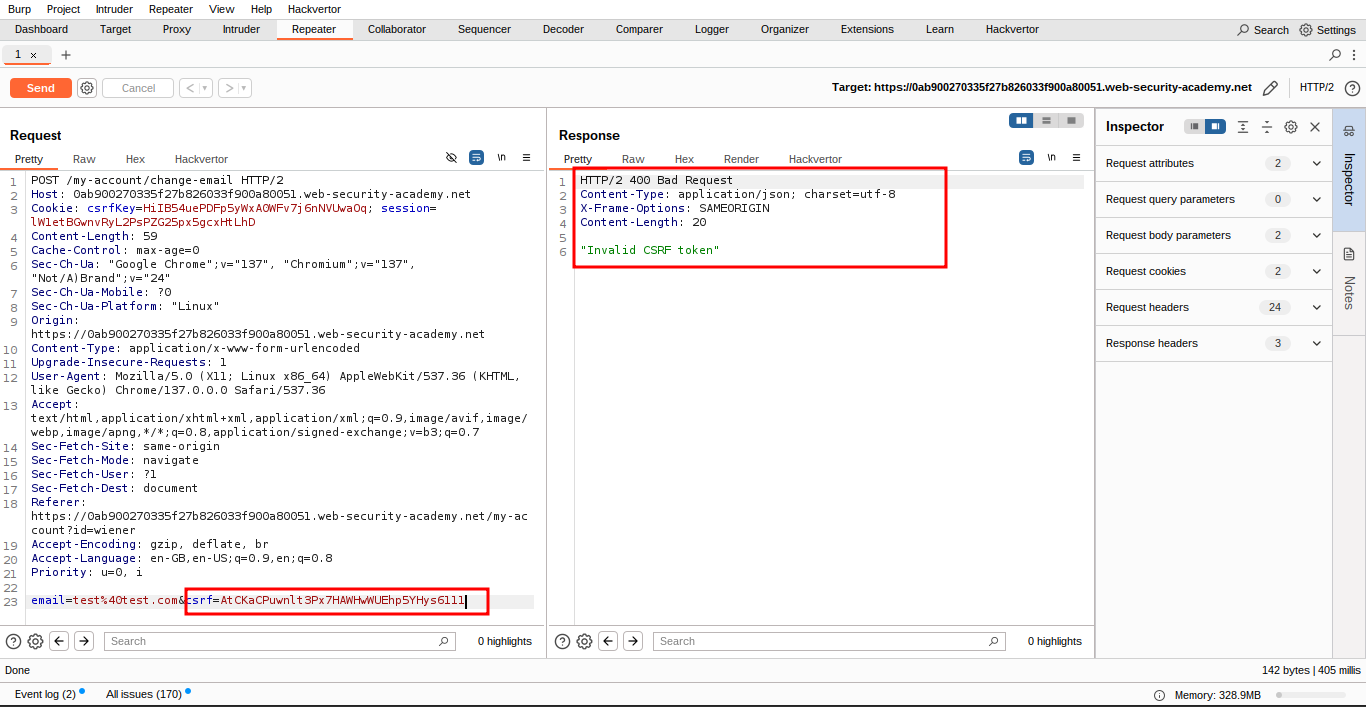 Burp Project Intruder Repeater View Help Hackvertor
Dashboard Target Proxy Intruder Repeater Collaborator Sequencer Decoder Comparer Logger Organizer Extensions Learn Hackvertor Search Settings
1 × +
Send Cancel < > Target: https://0ab900270335f27b826033f900a80051.web-security-academy.net HTTP/2
Request
Pretty Raw Hex Hackvertor \n
1 POST /my-account/change-email HTTP/2
2 Host: 0ab900270335f27b826033f900a80051.web-security-academy.net
3 Cookie: csrfKey=HiIB54uePDFp5yWxAOWFv7j6nNVUwaOq; session=
lW1etBGwnvRyL2PsPZG25px5gcxHtLhD
4 Content-Length: 59
5 Cache-Control: max-age=0
6 Sec-Ch-Ua: "Google Chrome";v="137", "Chromium";v="137",
"Not/A)Brand";v="24"
7 Sec-Ch-Ua-Mobile: ?0
8 Sec-Ch-Ua-Platform: "Linux"
9 Origin:
https://0ab900270335f27b826033f900a80051.web-security-academy.net
10 Content-Type: application/x-www-form-urlencoded
11 Upgrade-Insecure-Requests: 1
12 User-Agent: Mozilla/5.0 (X11; Linux x86_64) AppleWebKit/537.36 (KHTML,
like Gecko) Chrome/137.0.0.0 Safari/537.36
13 Accept:
text/html,application/xhtml+xml,application/xml;q=0.9,image/avif,image/
webp,image/apng,*/*;q=0.8,application/signed-exchange;v=b3;q=0.7
14 Sec-Fetch-Site: same-origin
15 Sec-Fetch-Mode: navigate
16 Sec-Fetch-User: ?1
17 Sec-Fetch-Dest: document
18 Referer:
https://0ab900270335f27b826033f900a80051.web-security-academy.net/my-ac
count?id=wiener
19 Accept-Encoding: gzip, deflate, br
20 Accept-Language: en-GB,en-US;q=0.9,en;q=0.8
21 Priority: u=0, i
22
23 email=test%40test.com&csrf=AtCKaCPuwnlt3Px7HAWHwWUEhp5YHys6111
Search 0 highlights
Response
Pretty Raw Hex Render Hackvertor \n
1 HTTP/2 400 Bad Request
2 Content-Type: application/json; charset=utf-8
3 X-Frame-Options: SAMEORIGIN
4 Content-Length: 20
5
6 "Invalid CSRF token"
Search 0 highlights
Inspector
Request attributes 2
Request query parameters 0
Request body parameters 2
Request cookies 2
Request headers 24
Response headers 3
Inspector
Notes
Done 142 bytes | 405 millis
Event log (2) All issues (170) Memory: 328.9MB